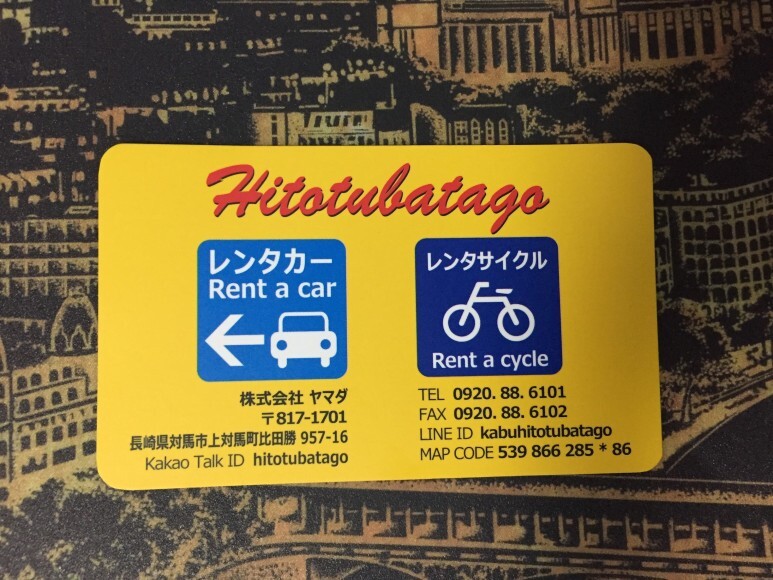 Hitotubatago
レンタカー
Rent a car
レンタサイクル
Rent a cycle
株式会社 ヤマダ
〒817-1701
長崎県対馬市上対馬町比田勝 957-16
Kakao Talk ID hitotubatago
TEL 0920. 88. 6101
FAX 0920. 88. 6102
LINE ID kabuhitotubatago
MAP CODE 539 866 285 * 86